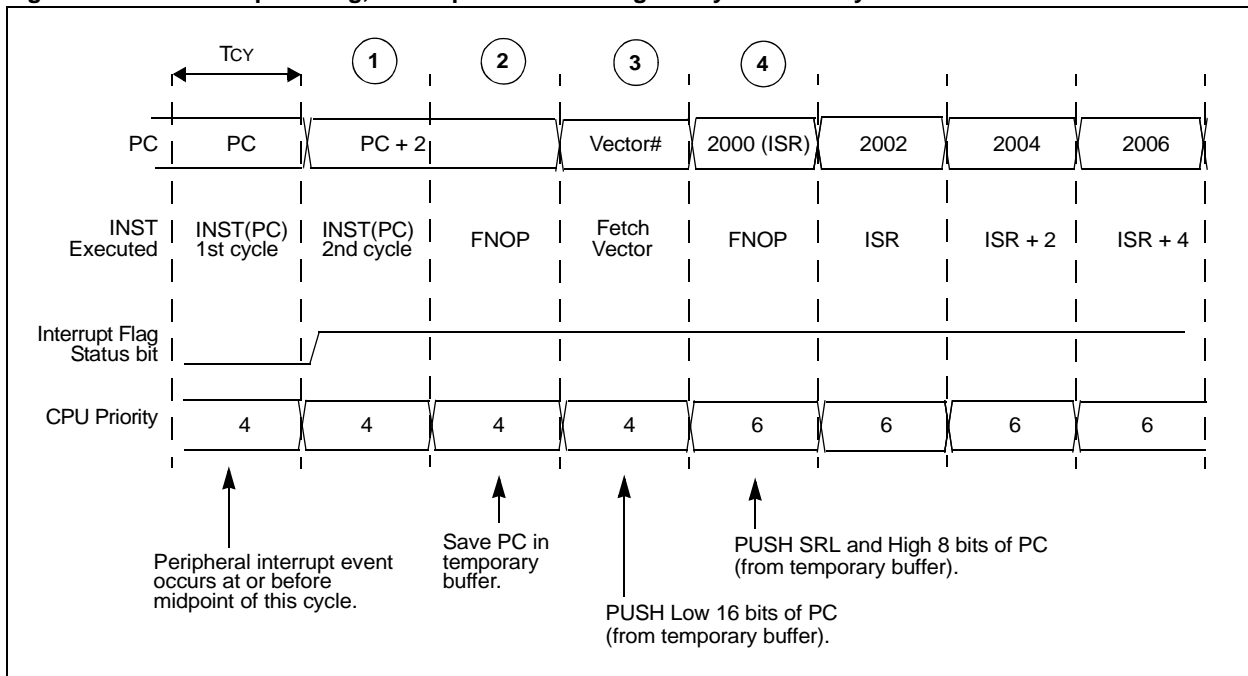 TCY
1 2 3 4
PC PC PC + 2 Vector# 2000 (ISR) 2002 2004 2006
INST
Executed
INST(PC)
1st cycle
INST(PC)
2nd cycle
FNOP
Fetch
Vector
FNOP
ISR
ISR + 2
ISR + 4
Interrupt Flag
Status bit
CPU Priority 4 4 4 4 6 6 6 6
Peripheral interrupt event
occurs at or before
midpoint of this cycle.
Save PC in
temporary
buffer.
PUSH Low 16 bits of PC
(from temporary buffer).
PUSH SRL and High 8 bits of PC
(from temporary buffer).